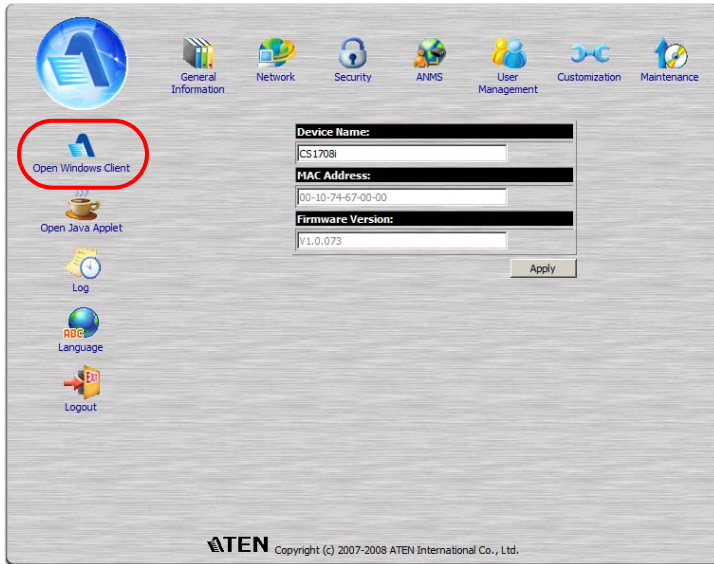 General Information
Network
Security
ANMS
User Management
Customization
Maintenance
Open Windows Client
Open Java Applet
Log
ABC
Language
EXIT
Logout
Device Name:
CS1708i
MAC Address:
00-10-74-67-00-00
Firmware Version:
V1.0.073
Apply
ATEN Copyright (c) 2007-2008 ATEN International Co., Ltd.